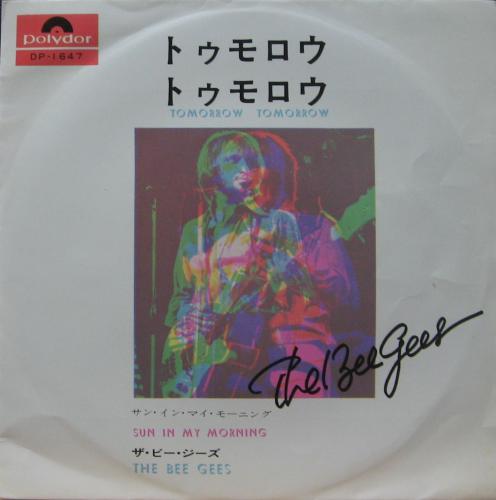 Polydor
DP-1647
トゥモロウ
トゥモロウ
TOMORROW TOMORROW
The Bee Gees
サン・イン・マイ・モーニング
SUN IN MY MORNING
ザ・ビー・ジーズ
THE BEE GEES